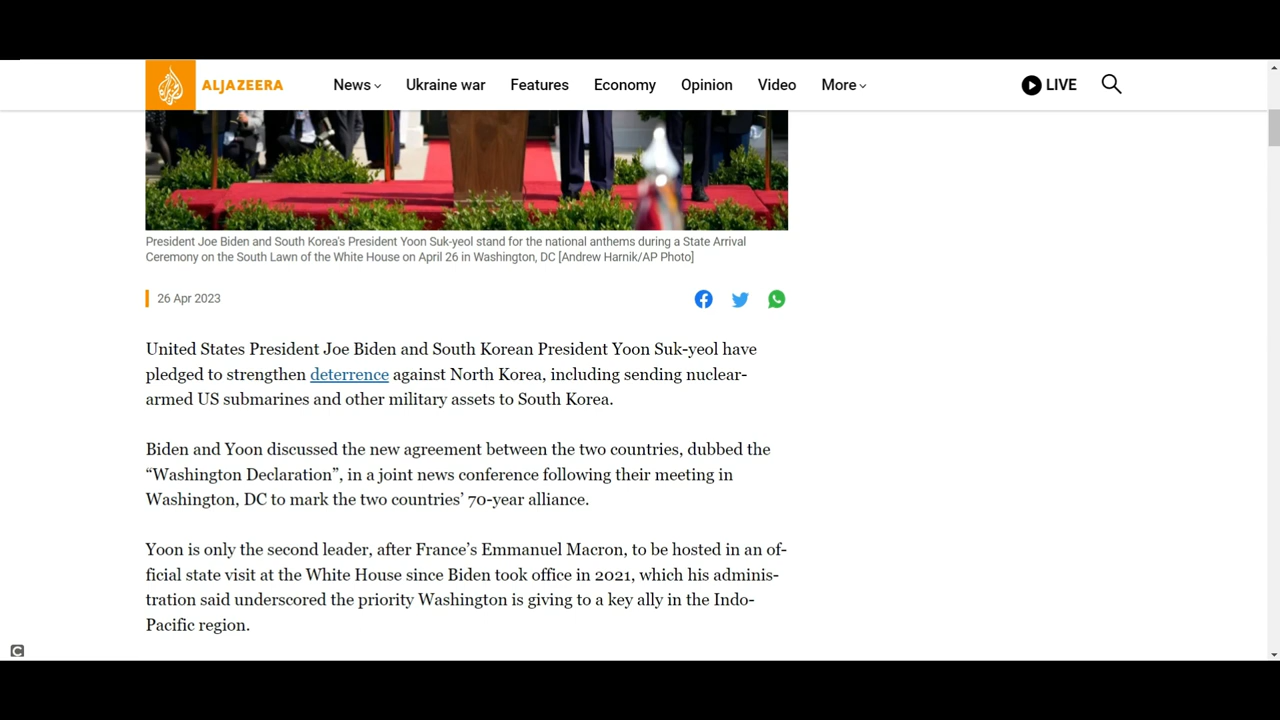 ALJAZEERA News Ukraine war Features Economy Opinion Video More LIVE
President Joe Biden and South Korea's President Yoon Suk-yeol stand for the national anthems during a State Arrival
Ceremony on the South Lawn of the White House on April 26 in Washington, DC [Andrew Harnik/AP Photo]
26 Apr 2023
United States President Joe Biden and South Korean President Yoon Suk-yeol have
pledged to strengthen deterrence against North Korea, including sending nuclear-
armed US submarines and other military assets to South Korea.
Biden and Yoon discussed the new agreement between the two countries, dubbed the
“Washington Declaration”, in a joint news conference following their meeting in
Washington, DC to mark the two countries’ 70-year alliance.
Yoon is only the second leader, after France’s Emmanuel Macron, to be hosted in an of-
ficial state visit at the White House since Biden took office in 2021, which his adminis-
tration said underscored the priority Washington is giving to a key ally in the Indo-
Pacific region.
C